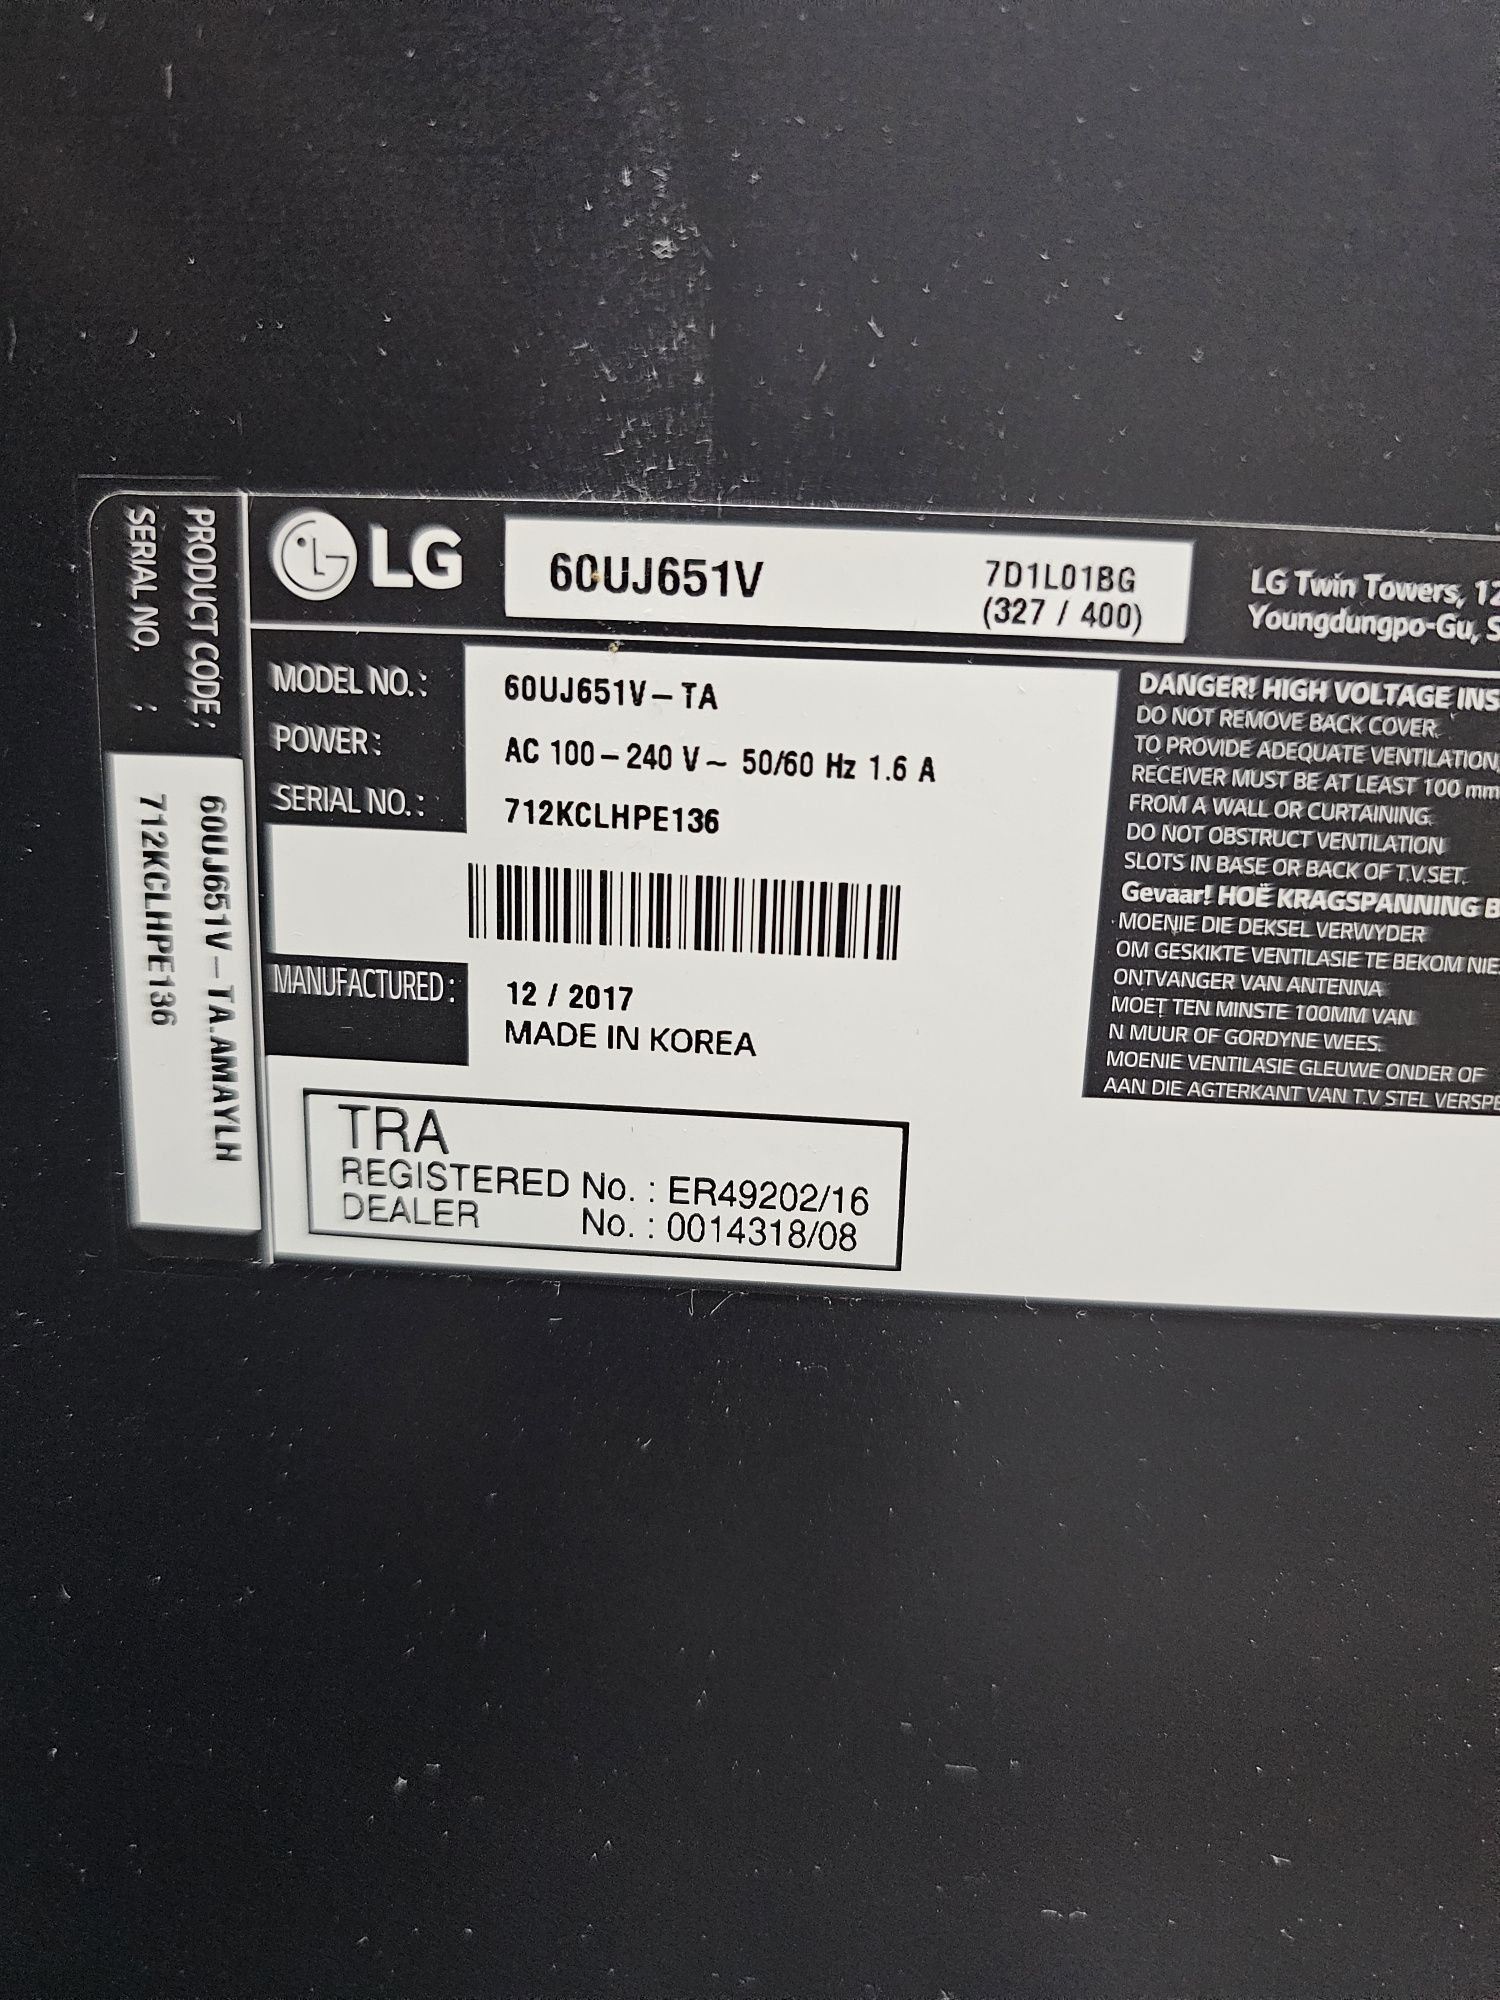 PRODUCT CODE :
SERIAL NO. :
60UJ651V-TA.AMAYLH
712KCLHPE136
LG
60UJ651V
7D1L01BG
(327 / 400)
LG Twin Towers,
Youngdungpo-Gu,
MODEL NO. : 60UJ651V-TA
POWER : AC 100-240 V~ 50/60 Hz 1.6 A
SERIAL NO. : 712KCLHPE136
MANUFACTURED : 12 / 2017
MADE IN KOREA
TRA
REGISTERED No. : ER49202/16
DEALER No. : 0014318/08
DANGER! HIGH VOLTAGE INS
DO NOT REMOVE BACK COVER.
TO PROVIDE ADEQUATE VENTILATION,
RECEIVER MUST BE AT LEAST 100 mm
FROM A WALL OR CURTAINING.
DO NOT OBSTRUCT VENTILATION
SLOTS IN BASE OR BACK OF T.V.SET.
Gevaar! HOË KRAGSPANNING B
MOENIE DIE DEKSEL VERWYDER
OM GESKIKTE VENTILASIE TE BEKOM NIE
ONTVANGER VAN ANTENNA
MOET TEN MINSTE 100MM VAN
N MUUR OF GORDYNE WEES.
MOENIE VENTILASIE GLEUWE ONDER OF
AAN DIE AGTERKANT VAN T.V STEL VERSPE